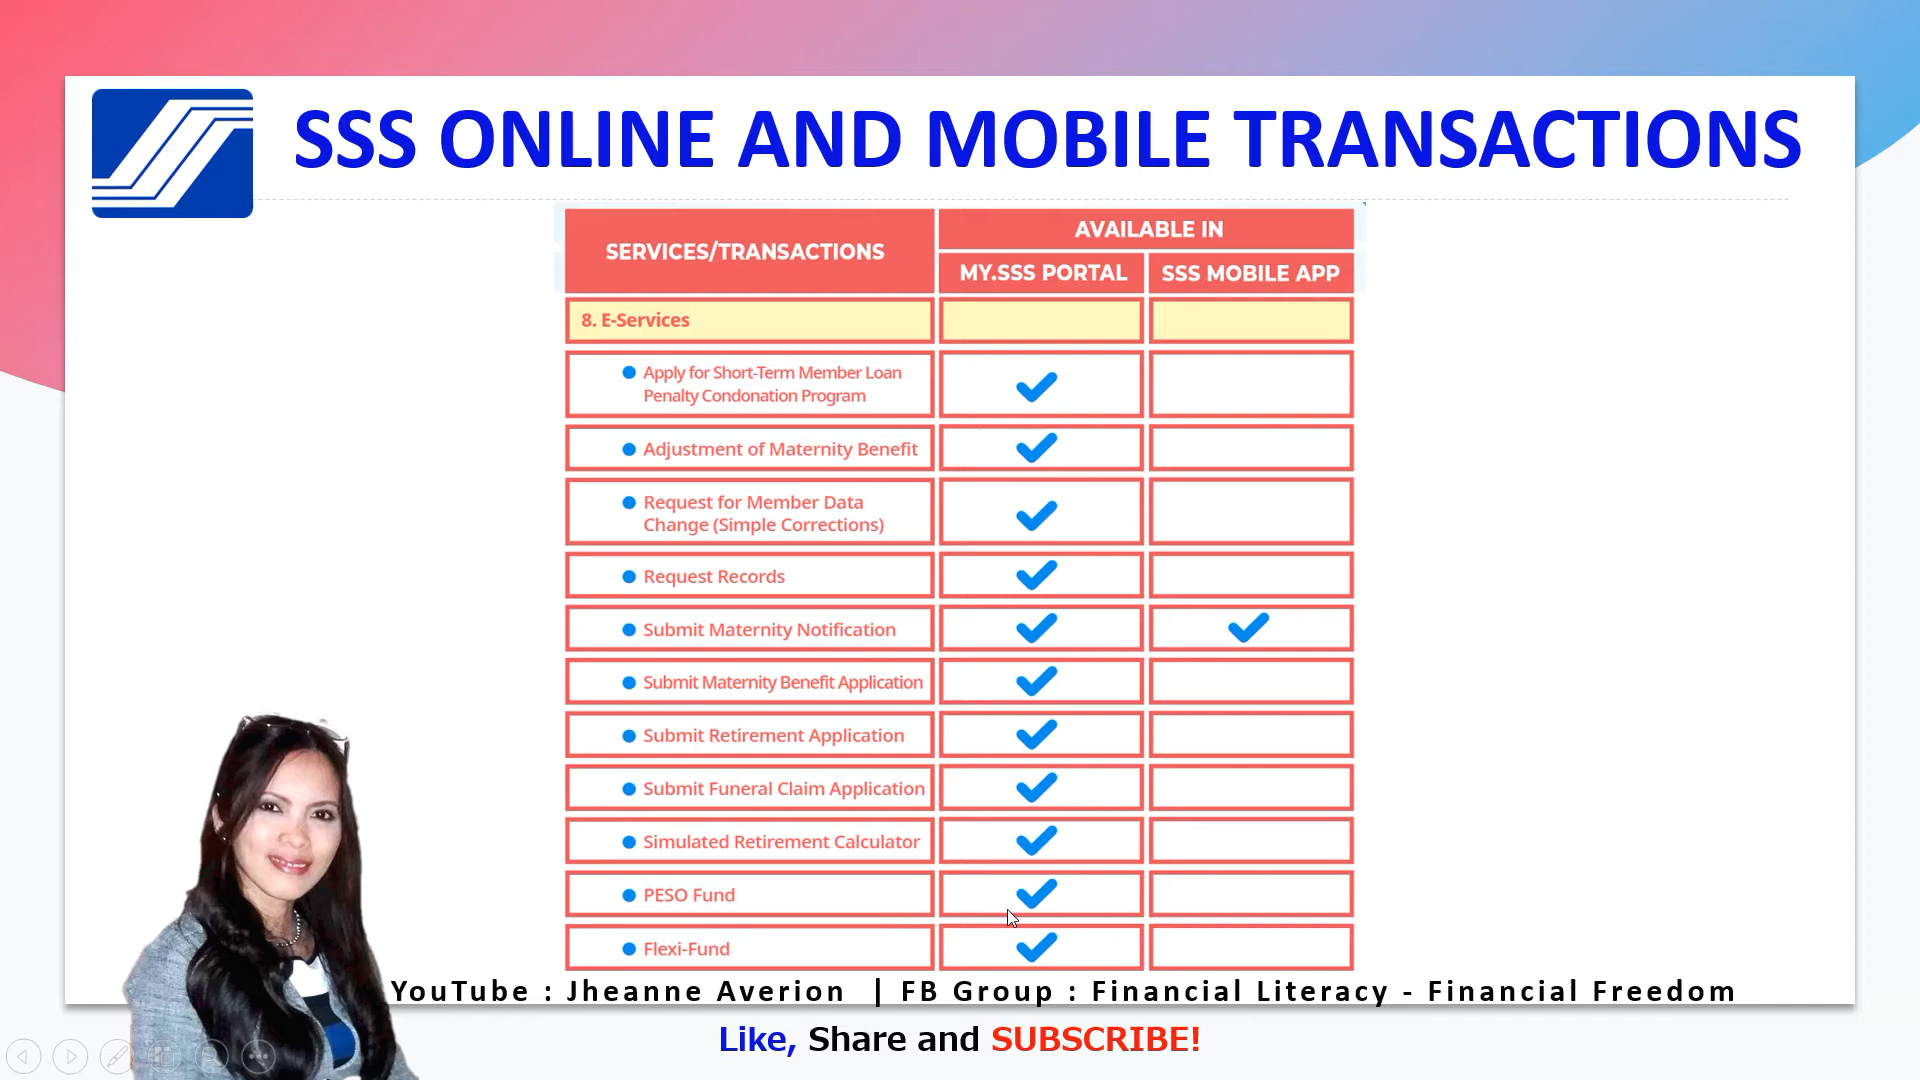 SSS ONLINE AND MOBILE TRANSACTIONS
SERVICES/TRANSACTIONS
AVAILABLE IN
MY.SSS PORTAL
SSS MOBILE APP
8. E-Services
Apply for Short-Term Member Loan
Penalty Condonation Program
Adjustment of Maternity Benefit
Request for Member Data
Change (Simple Corrections)
Request Records
Submit Maternity Notification
Submit Maternity Benefit Application
Submit Retirement Application
Submit Funeral Claim Application
Simulated Retirement Calculator
PESO Fund
Flexi-Fund
YouTube : Jheanne Averion | FB Group : Financial Literacy - Financial Freedom
Like, Share and SUBSCRIBE!